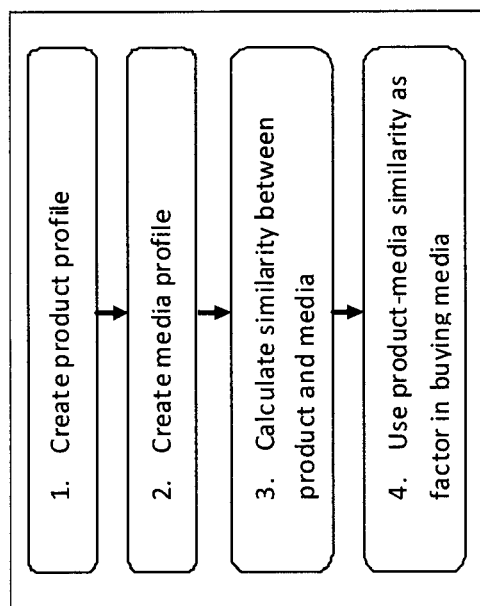 1. Create product profile
2. Create media profile
3. Calculate similarity between
product and media
4. Use product-media similarity as
factor in buying media